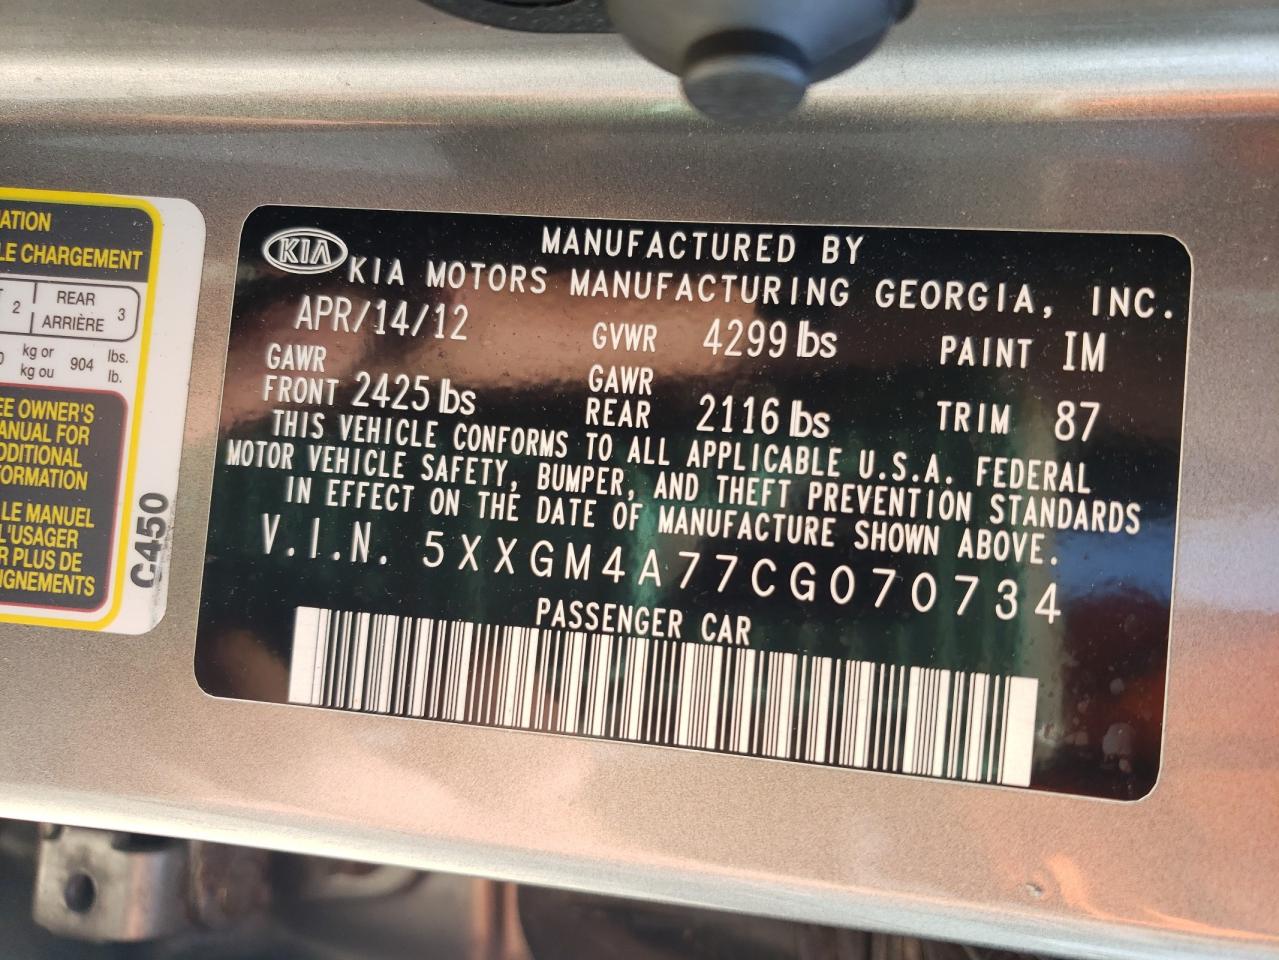 ATION
LE CHARGEMENT
2
REAR
ARRIÈRE
3
kg or
kg ou
904
lbs.
lb.
EE OWNER'S
ANUAL FOR
DDITIONAL
FORMATION
LE MANUEL
L'USAGER
R PLUS DE
IGNEMENTS
C450
KIA
MANUFACTURED BY
KIA MOTORS MANUFACTURING GEORGIA, INC.
APR/14/12 GVWR 4299 lbs PAINT IM
GAWR FRONT 2425 lbs GAWR REAR 2116 lbs TRIM 87
THIS VEHICLE CONFORMS TO ALL APPLICABLE U.S.A. FEDERAL
MOTOR VEHICLE SAFETY, BUMPER, AND THEFT PREVENTION STANDARDS
IN EFFECT ON THE DATE OF MANUFACTURE SHOWN ABOVE.
V.I.N. 5XXGM4A77CG070734
PASSENGER CAR